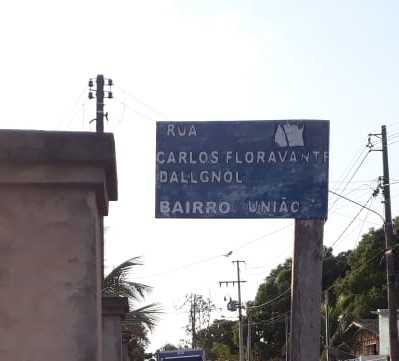 RUA
CARLOS FLORAVANTE
DALLGNOL
BAIRRO UNIÃO